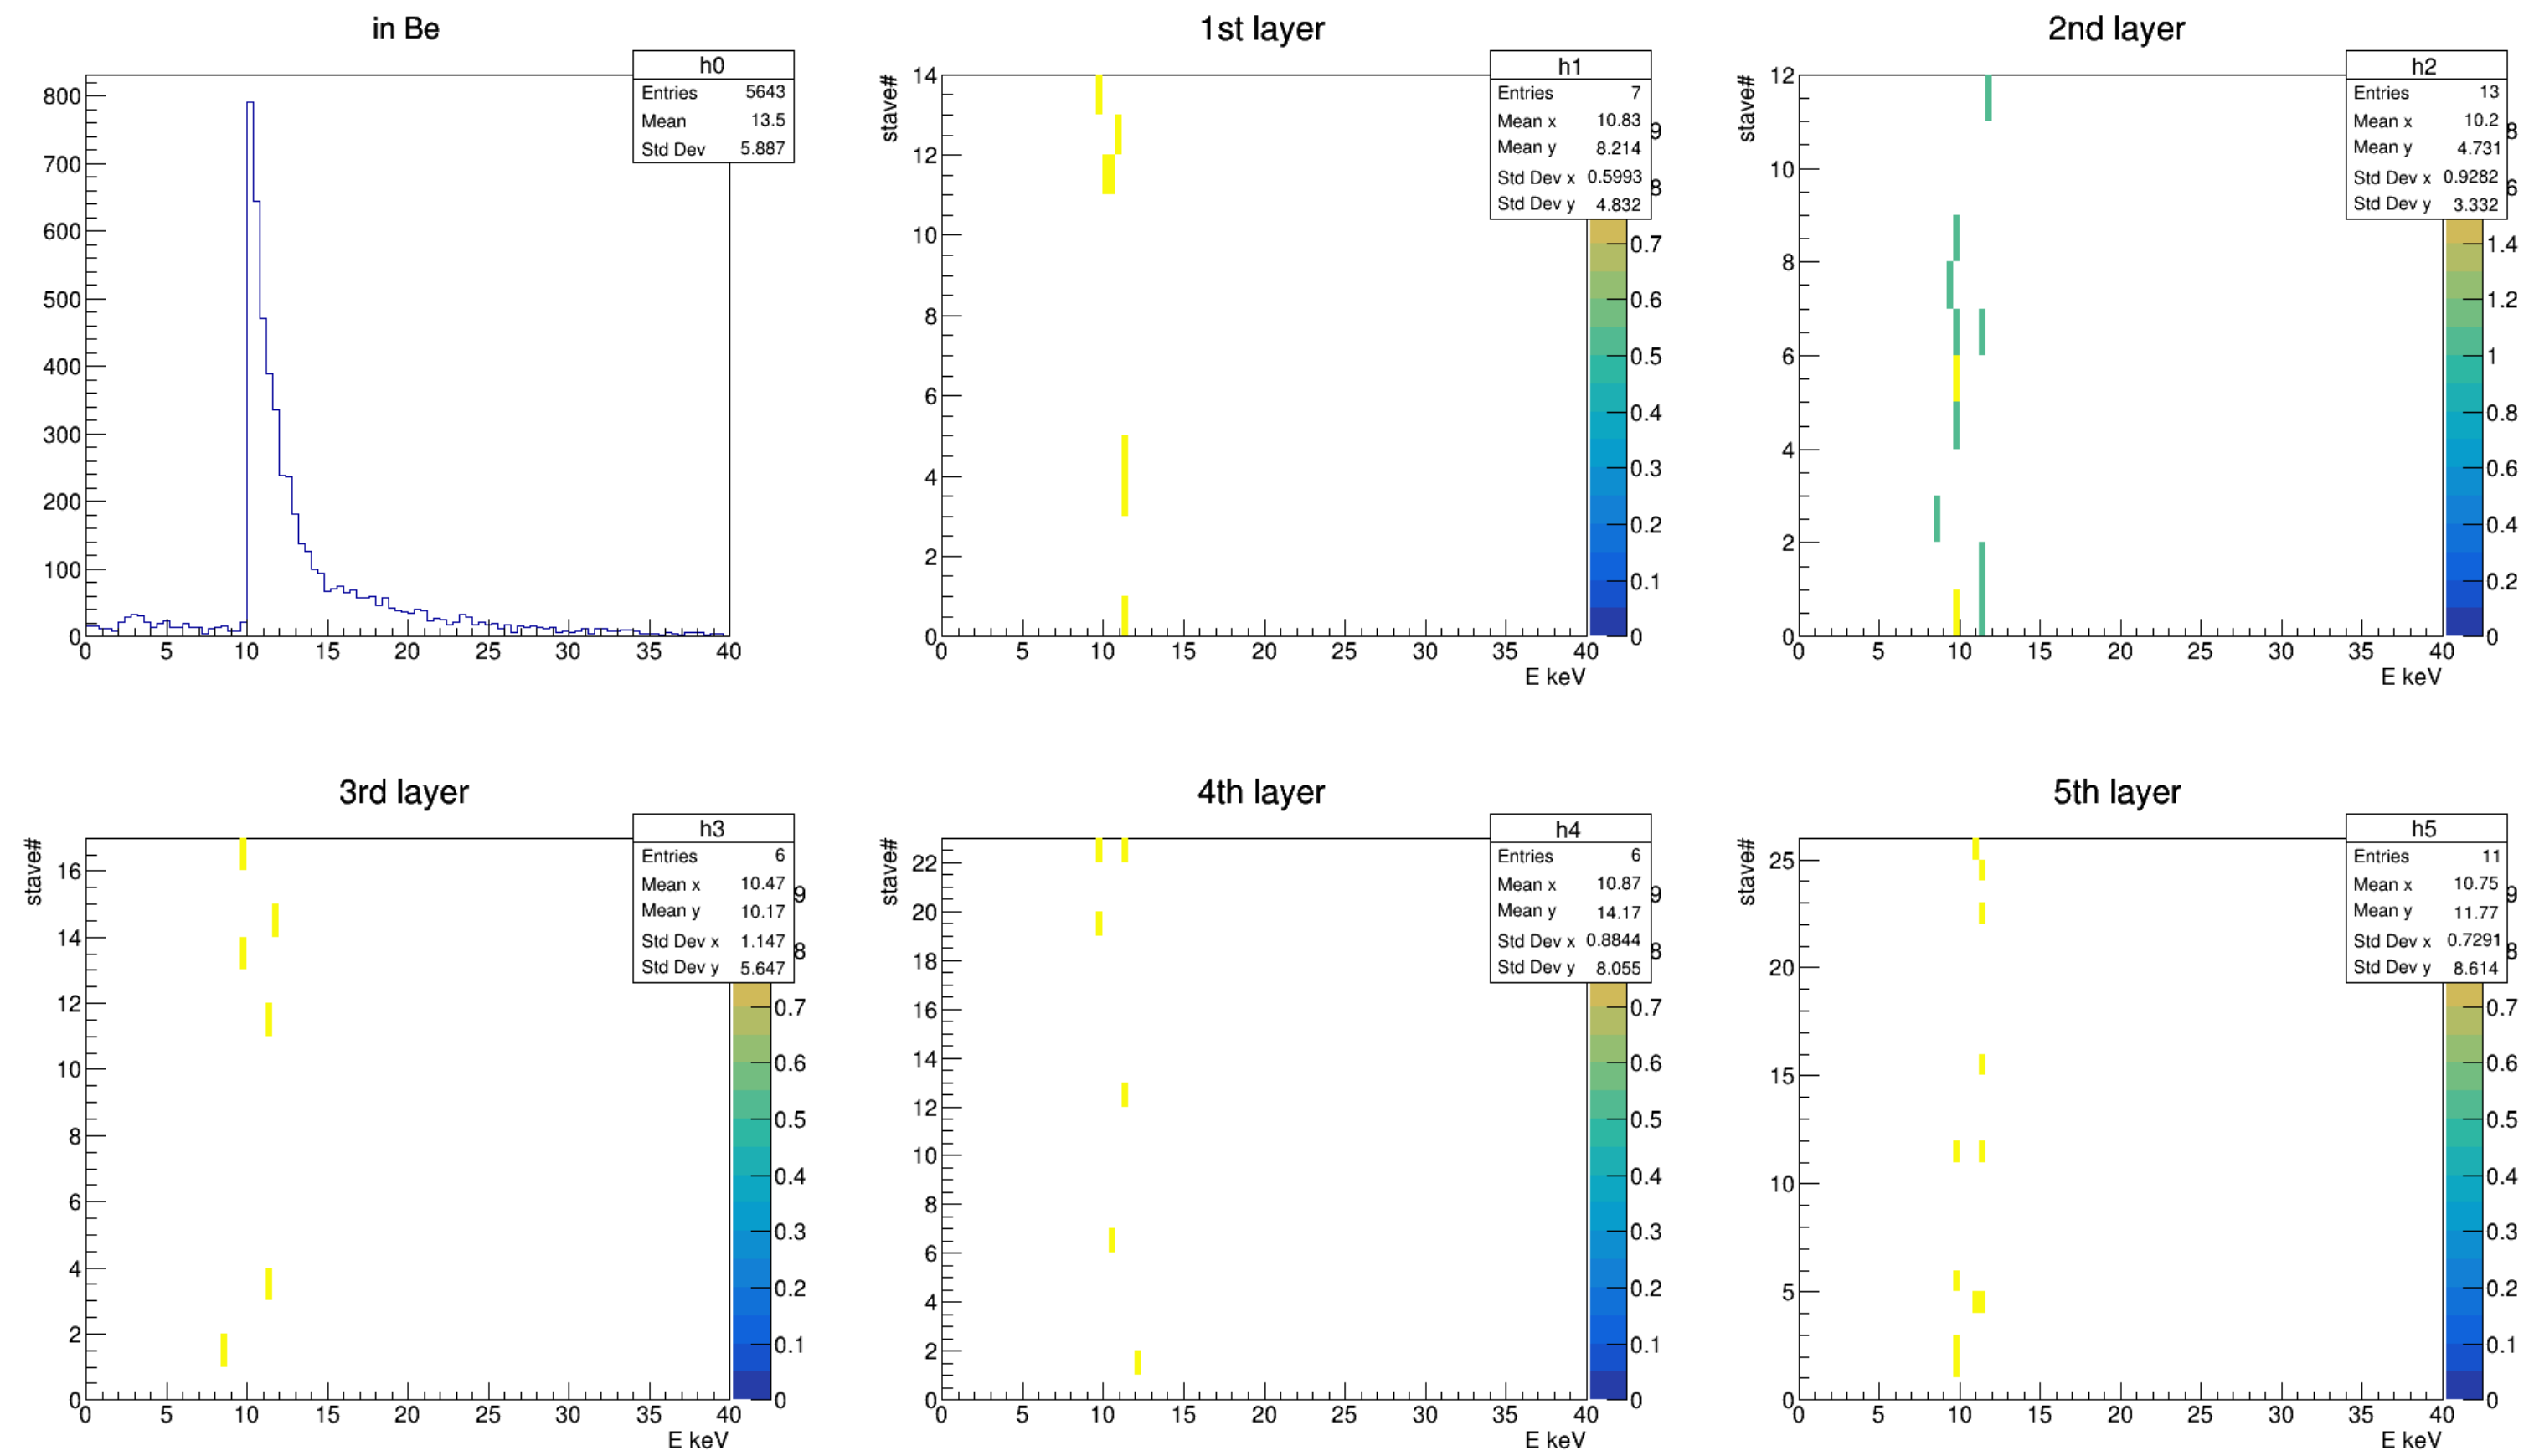 in Be
h0
Entries 5643
Mean 13.5
Std Dev 5.887
800
700
600
500
400
300
200
100
0
0 5 10 15 20 25 30 35 40
1st layer
stave#
h1
Entries 7
Mean x 10.83
Mean y 8.214
Std Dev x 0.5993
Std Dev y 4.832
14
12
10
8
6
4
2
0
0 5 10 15 20 25 30 35 40
E keV
9
8
0.7
0.6
0.5
0.4
0.3
0.2
0.1
0
2nd layer
stave#
h2
Entries 13
Mean x 10.2
Mean y 4.731
Std Dev x 0.9282
Std Dev y 3.332
12
10
8
6
4
2
0
0 5 10 15 20 25 30 35 40
E keV
8
6
1.4
1.2
1
0.8
0.6
0.4
0.2
0
3rd layer
stave#
h3
Entries 6
Mean x 10.47
Mean y 10.17
Std Dev x 1.147
Std Dev y 5.647
16
14
12
10
8
6
4
2
0
0 5 10 15 20 25 30 35 40
E keV
9
8
0.7
0.6
0.5
0.4
0.3
0.2
0.1
0
4th layer
stave#
h4
Entries 6
Mean x 10.87
Mean y 14.17
Std Dev x 0.8844
Std Dev y 8.055
22
20
18
16
14
12
10
8
6
4
2
0
0 5 10 15 20 25 30 35 40
E keV
9
8
0.7
0.6
0.5
0.4
0.3
0.2
0.1
0
5th layer
stave#
h5
Entries 11
Mean x 10.75
Mean y 11.77
Std Dev x 0.7291
Std Dev y 8.614
25
20
15
10
5
0
0 5 10 15 20 25 30 35 40
E keV
9
8
0.7
0.6
0.5
0.4
0.3
0.2
0.1
0